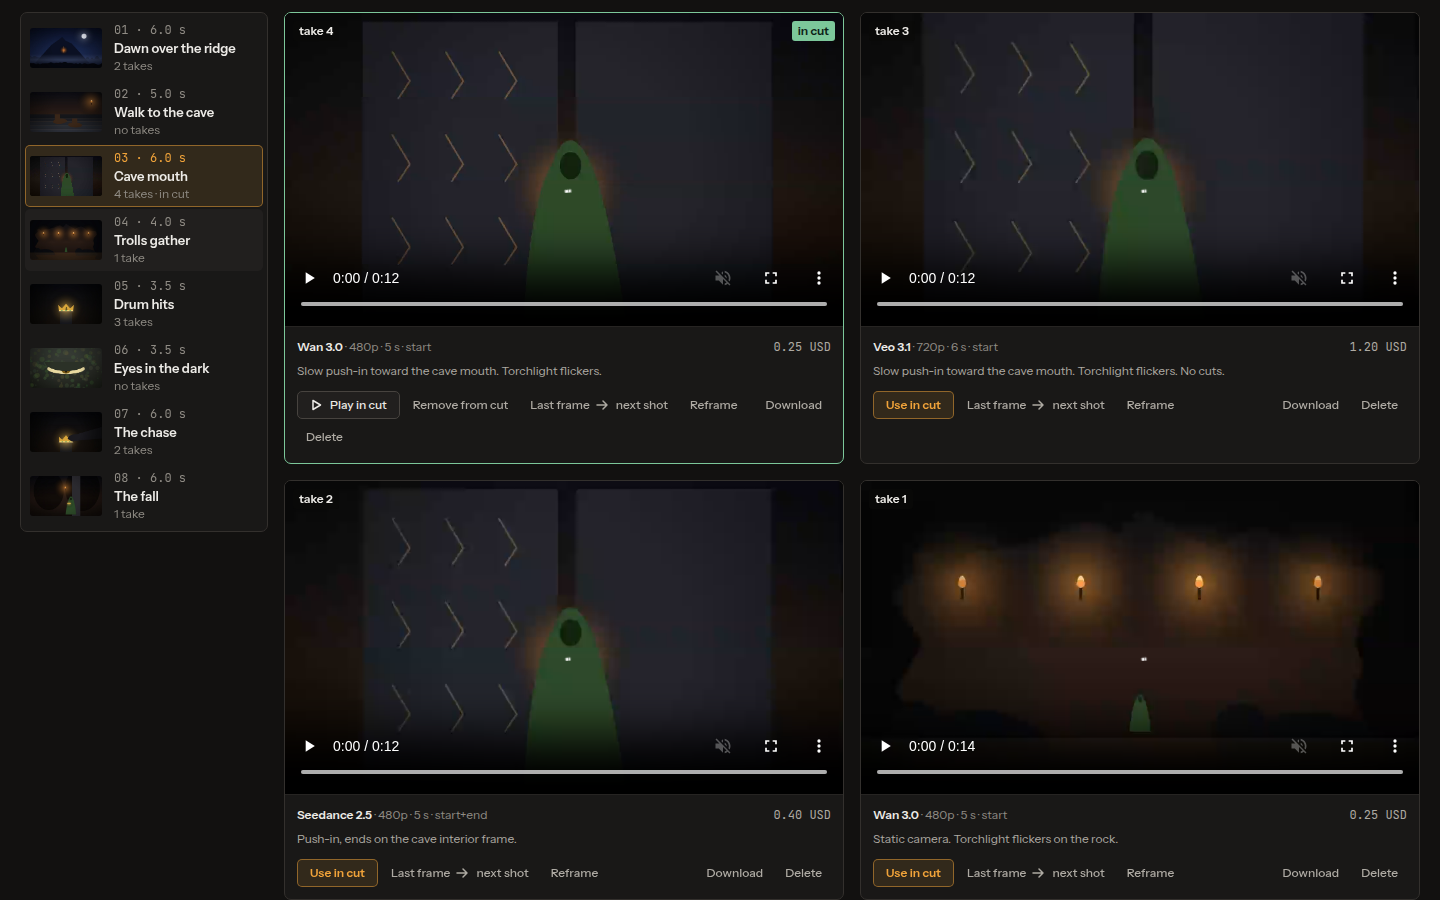 01 · 6.0 s
Dawn over the ridge
2 takes
02 · 5.0 s
Walk to the cave
no takes
03 · 6.0 s
Cave mouth
4 takes · in cut
04 · 4.0 s
Trolls gather
1 take
05 · 3.5 s
Drum hits
3 takes
06 · 3.5 s
Eyes in the dark
no takes
07 · 6.0 s
The chase
2 takes
08 · 6.0 s
The fall
1 take
take 4
in cut
0:00 / 0:12
Wan 3.0 · 480p · 5 s · start
0.25 USD
Slow push-in toward the cave mouth. Torchlight flickers.
Play in cut Remove from cut Last frame → next shot Reframe Download
Delete
take 3
0:00 / 0:12
Veo 3.1 · 720p · 6 s · start
1.20 USD
Slow push-in toward the cave mouth. Torchlight flickers. No cuts.
Use in cut Last frame → next shot Reframe Download Delete
take 2
0:00 / 0:12
Seedance 2.5 · 480p · 5 s · start+end
0.40 USD
Push-in, ends on the cave interior frame.
Use in cut Last frame → next shot Reframe Download Delete
take 1
0:00 / 0:14
Wan 3.0 · 480p · 5 s · start
0.25 USD
Static camera. Torchlight flickers on the rock.
Use in cut Last frame → next shot Reframe Download Delete